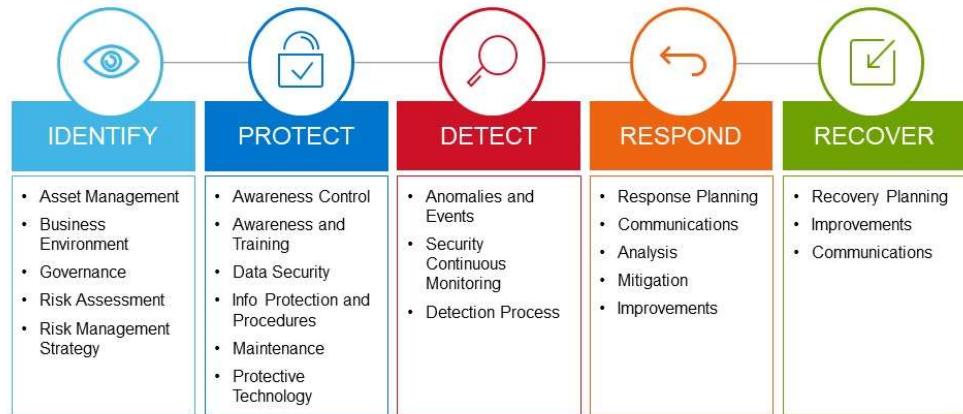 IDENTIFY
PROTECT
DETECT
RESPOND
RECOVER
• Asset Management
• Business
Environment
• Governance
• Risk Assessment
• Risk Management
Strategy
• Awareness Control
• Awareness and
Training
• Data Security
• Info Protection and
Procedures
• Maintenance
• Protective
Technology
• Anomalies and
Events
• Security
Continuous
Monitoring
• Detection Process
• Response Planning
• Communications
• Analysis
• Mitigation
• Improvements
• Recovery Planning
• Improvements
• Communications